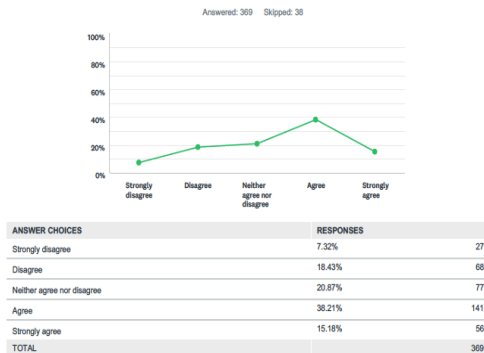 Answered: 369 Skipped: 38
100%
80%
60%
40%
20%
0%
Strongly disagree
Disagree
Neither agree nor disagree
Agree
Strongly agree
ANSWER CHOICES RESPONSES
Strongly disagree 7.32% 27
Disagree 18.43% 68
Neither agree nor disagree 20.87% 77
Agree 38.21% 141
Strongly agree 15.18% 56
TOTAL 369